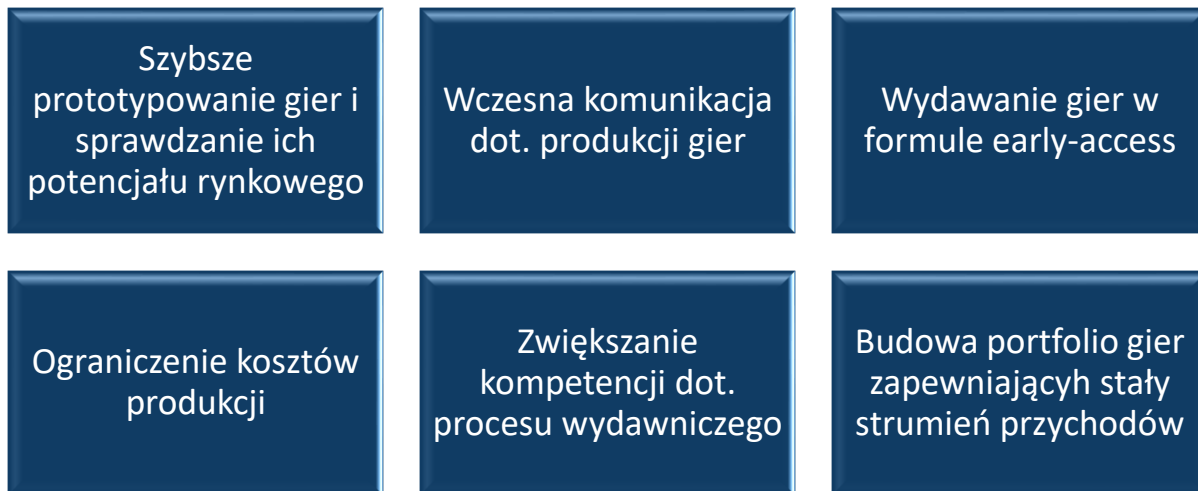 Szybsze
prototypowanie gier i
sprawdzanie ich
potencjału rynkowego
Wczesna komunikacja
dot. produkcji gier
Wydawanie gier w
formule early-access
Ograniczenie kosztów
produkcji
Zwiększanie
kompetencji dot.
procesu wydawniczego
Budowa portfolio gier
zapewniającyh stały
strumień przychodów